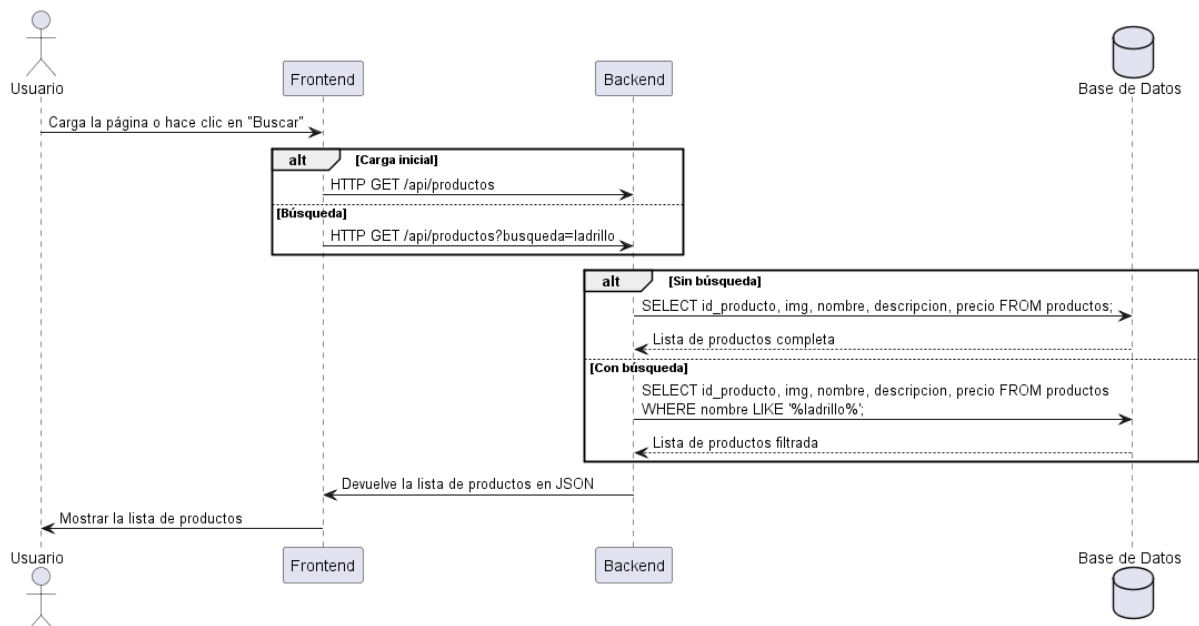 Usuario
Frontend
Backend
Base de Datos
Carga la página o hace clic en "Buscar"
alt [Carga inicial]
HTTP GET /api/productos
[Búsqueda]
HTTP GET /api/productos?busqueda=ladrillo
alt [Sin búsqueda]
SELECT id_producto, img, nombre, descripcion, precio FROM productos;
Lista de productos completa
[Con búsqueda]
SELECT id_producto, img, nombre, descripcion, precio FROM productos
WHERE nombre LIKE '%ladrillo%';
Lista de productos filtrada
Devuelve la lista de productos en JSON
Mostrar la lista de productos
Usuario
Frontend
Backend
Base de Datos